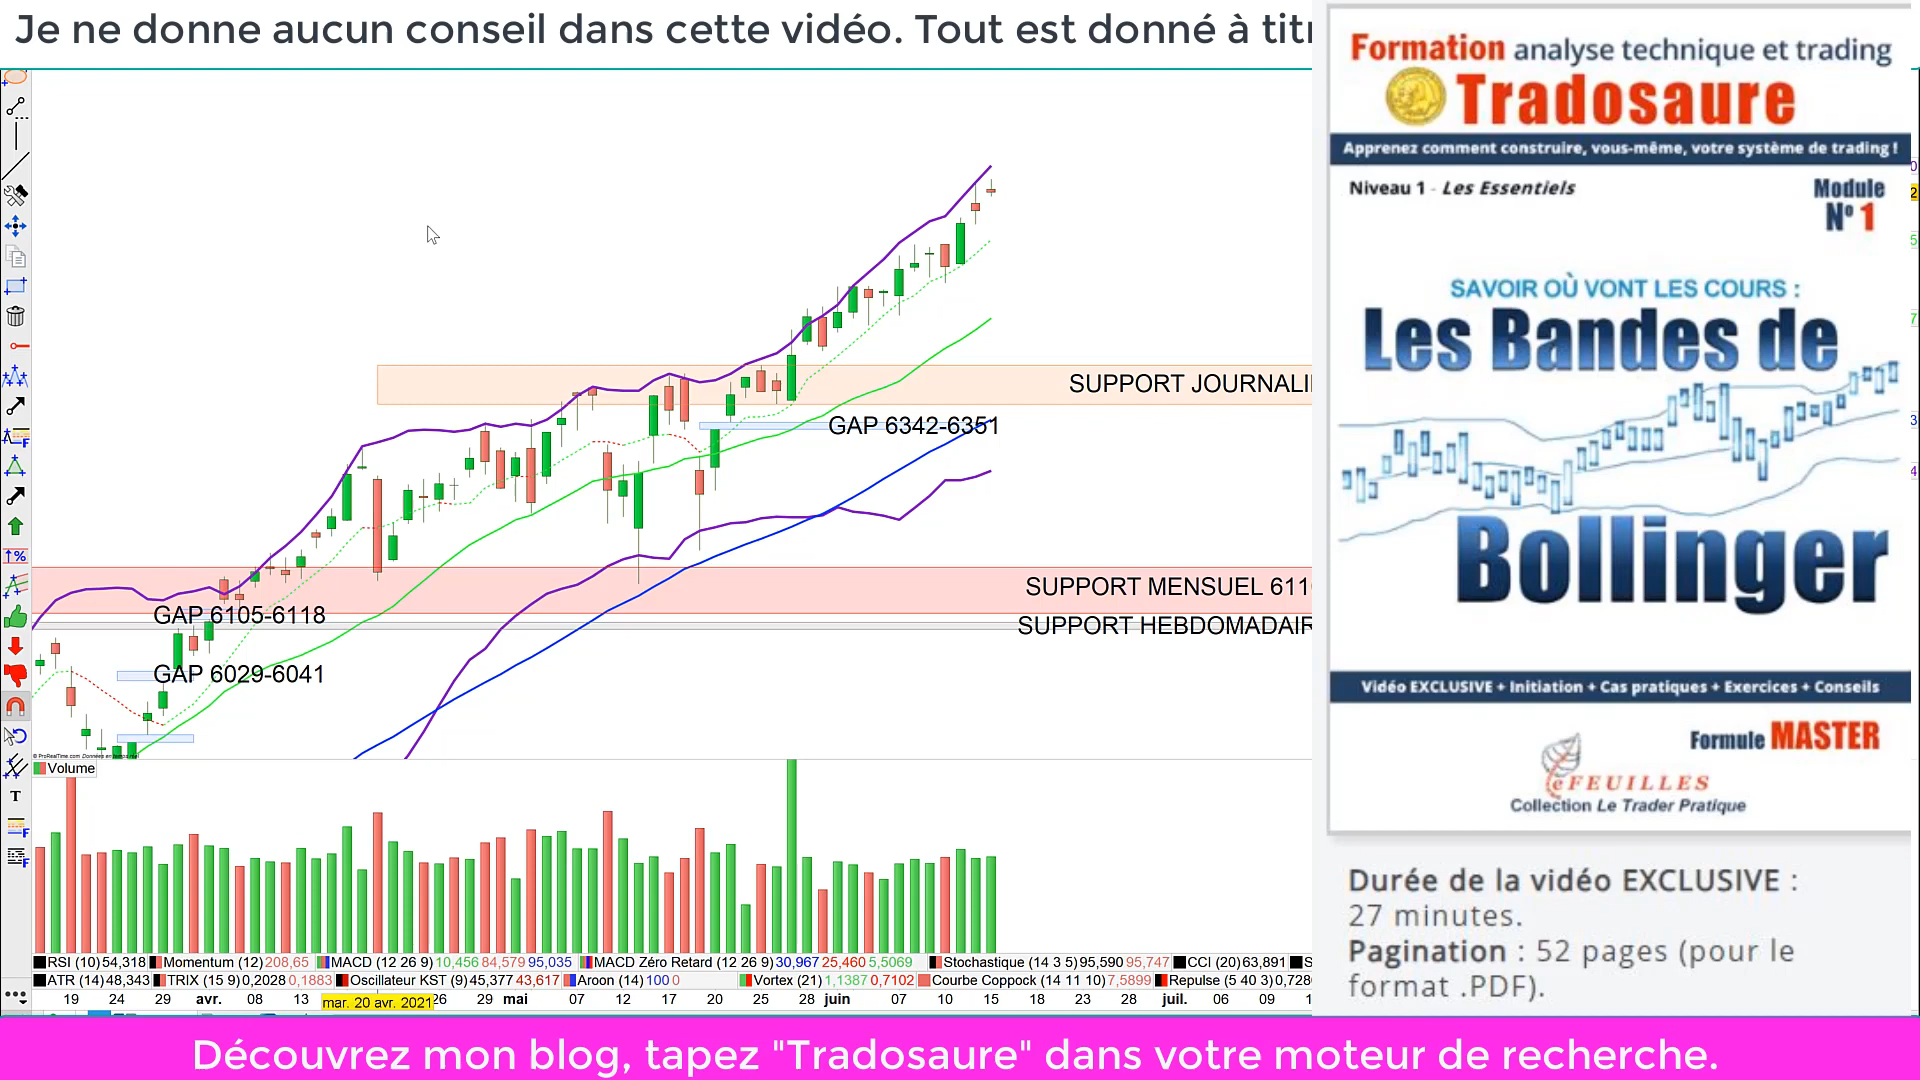 Je ne donne aucun conseil dans cette vidéo. Tout est donné à titr
Formation analyse technique et trading
Tradosaure
Apprenez comment construire, vous-même, votre système de trading !
Niveau 1 - Les Essentiels
Module
N° 1
SAVOIR OÙ VONT LES COURS :
Les Bandes de
Bollinger
Vidéo EXCLUSIVE + Initiation + Cas pratiques + Exercices + Conseils
Formule MASTER
eFEUILLES
Collection Le Trader Pratique
Durée de la vidéo EXCLUSIVE :
27 minutes.
Pagination : 52 pages (pour le
format .PDF).
SUPPORT JOURNALI
GAP 6342-6351
SUPPORT MENSUEL 611
GAP 6105-6118
SUPPORT HEBDOMADAIR
GAP 6029-6041
© ProRealTime.com Données en temps réel
Volume
RSI (10) 54,318 Momentum (12) 208,65 MACD (12 26 9) 10,456 84,579 95,035 MACD Zéro Retard (12 26 9) 30,967 25,460 5,5069 Stochastique (14 3 5) 95,590 95,747 CCI (20) 63,891 S
ATR (14) 48,343 TRIX (15 9) 0,2028 0,1883 Oscillateur KST (9) 45,377 43,617 Aroon (14) 100 0 Vortex (21) 1,1387 0,7102 Courbe Coppock (14 11 10) 7,5899 Repulse (5 40 3) 0,728
19 24 29 avr. 08 13 mar. 20 avr. 2021 26 29 mai 07 12 17 20 25 28 juin 07 10 15 18 23 28 juil. 06 09 1
Découvrez mon blog, tapez "Tradosaure" dans votre moteur de recherche.